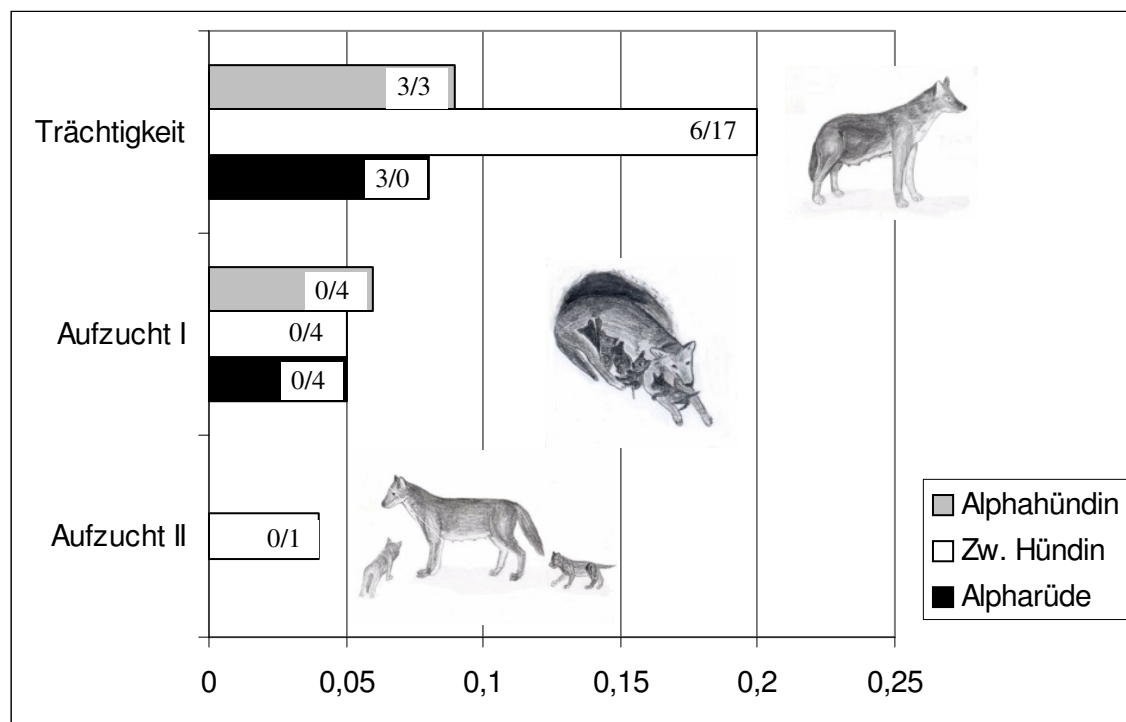 Trächtigkeit
3/3
6/17
3/0
Aufzucht I
0/4
0/4
0/4
Aufzucht II
0/1
Alphahündin
Zw. Hündin
Alpharüde
0
0,05
0,1
0,15
0,2
0,25